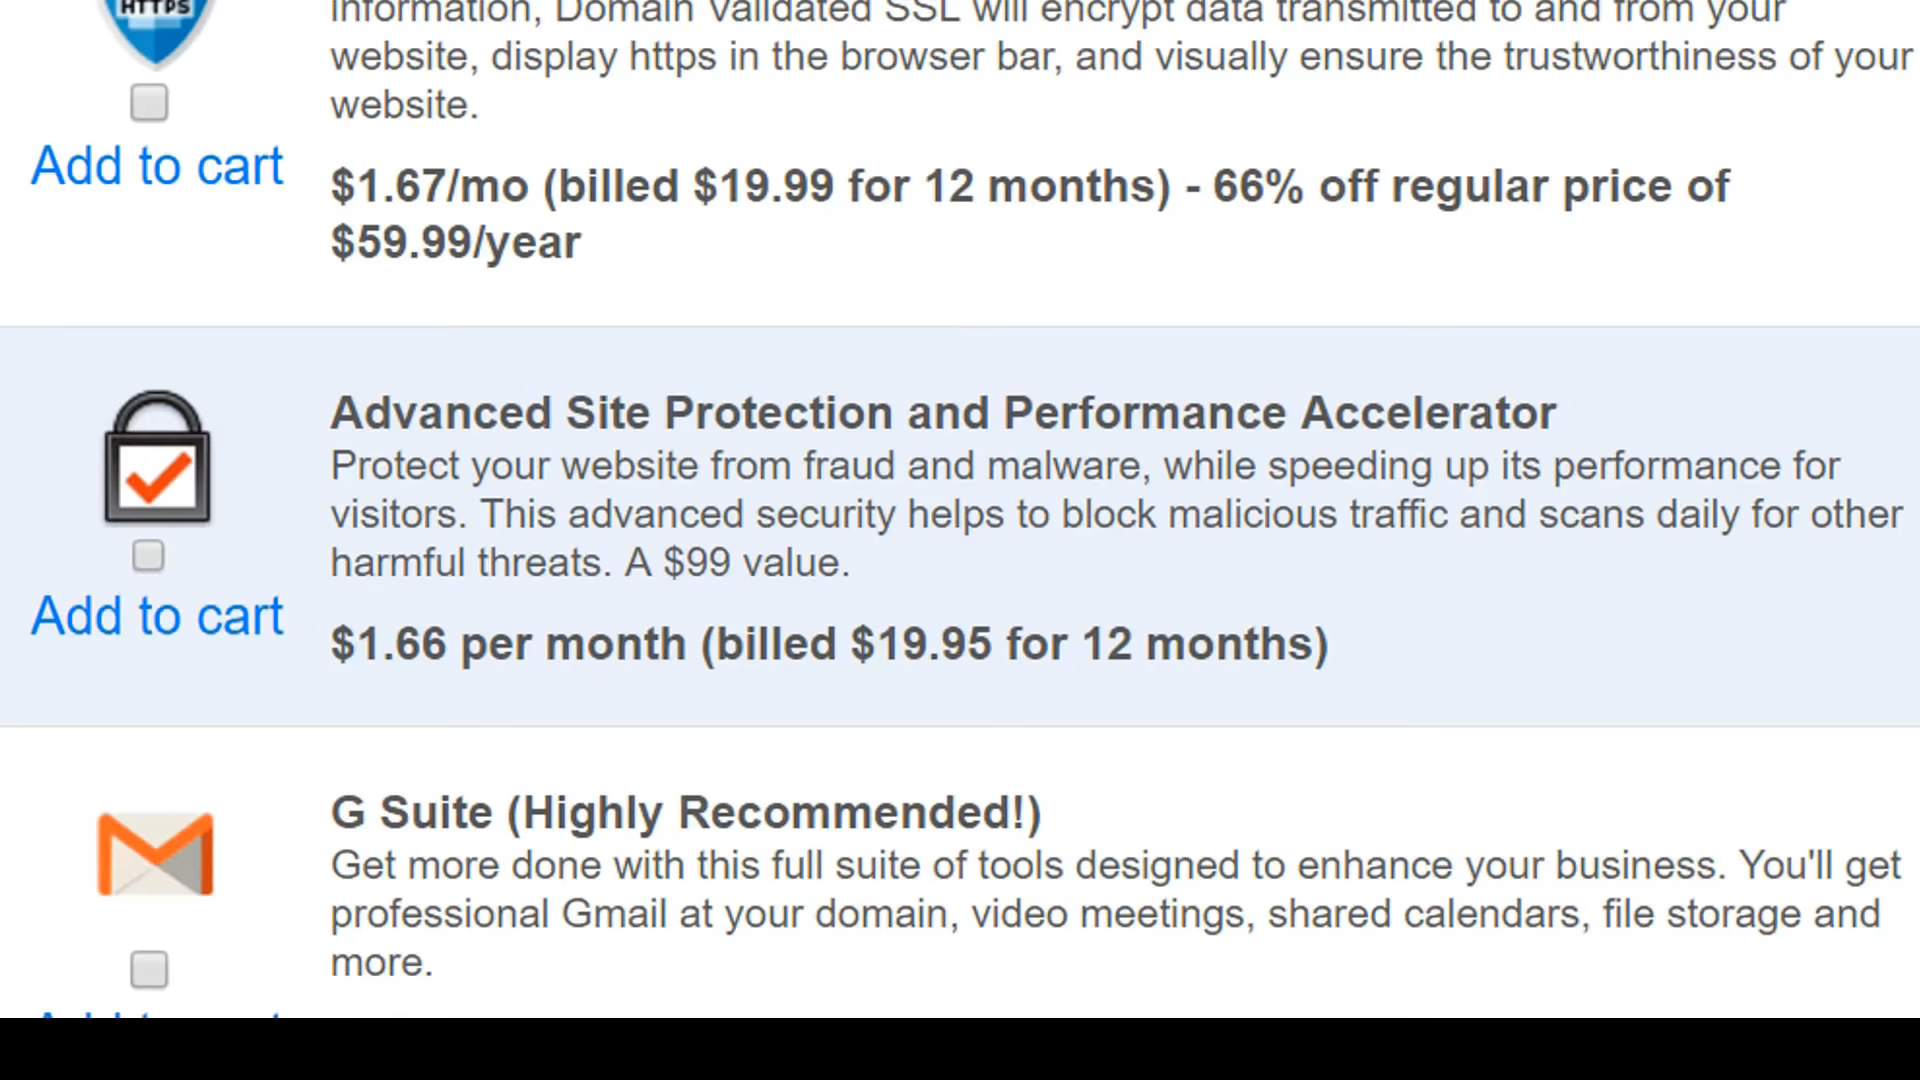 HTTPS
information, Domain Validated SSL will encrypt data transmitted to and from your
website, display https in the browser bar, and visually ensure the trustworthiness of your
website.
Add to cart
$1.67/mo (billed $19.99 for 12 months) - 66% off regular price of
$59.99/year
Advanced Site Protection and Performance Accelerator
Protect your website from fraud and malware, while speeding up its performance for
visitors. This advanced security helps to block malicious traffic and scans daily for other
harmful threats. A $99 value.
Add to cart
$1.66 per month (billed $19.95 for 12 months)
G Suite (Highly Recommended!)
Get more done with this full suite of tools designed to enhance your business. You'll get
professional Gmail at your domain, video meetings, shared calendars, file storage and
more.